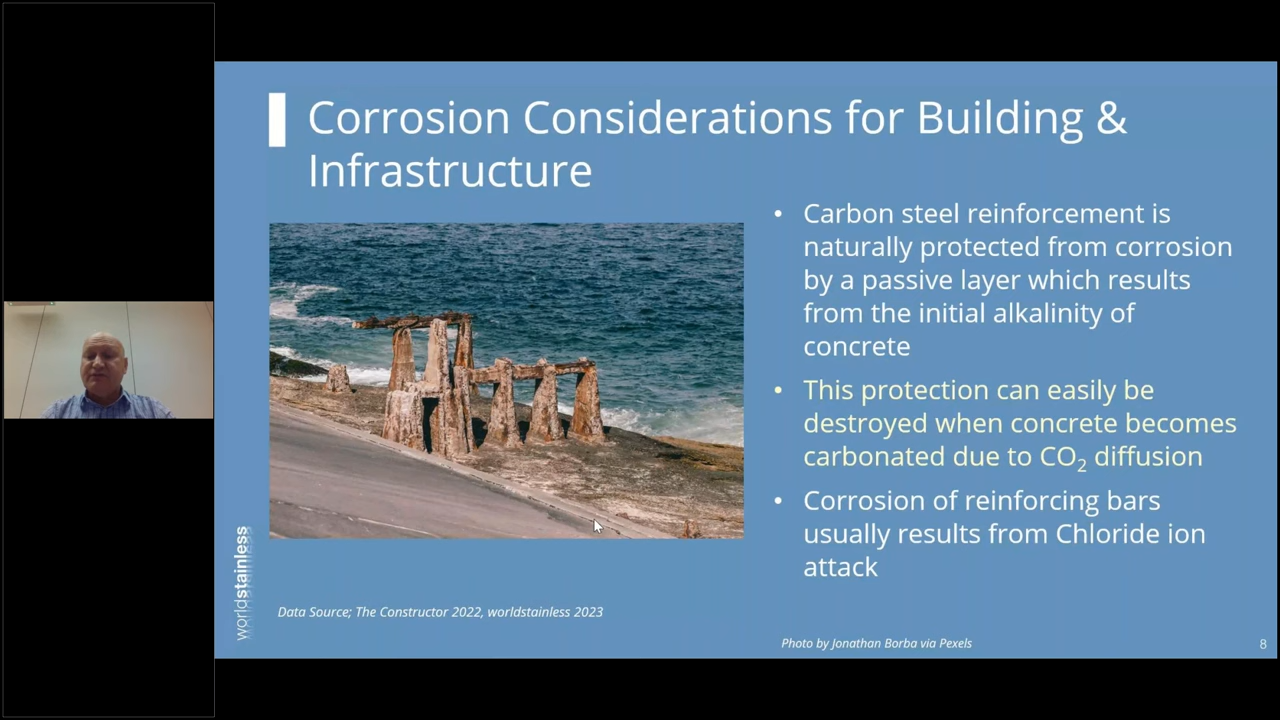 Corrosion Considerations for Building &
Infrastructure
• Carbon steel reinforcement is
naturally protected from corrosion
by a passive layer which results
from the initial alkalinity of
concrete
• This protection can easily be
destroyed when concrete becomes
carbonated due to CO₂ diffusion
• Corrosion of reinforcing bars
usually results from Chloride ion
attack
worldstainless
Data Source; The Constructor 2022, worldstainless 2023
Photo by Jonathan Borba via Pexels
8